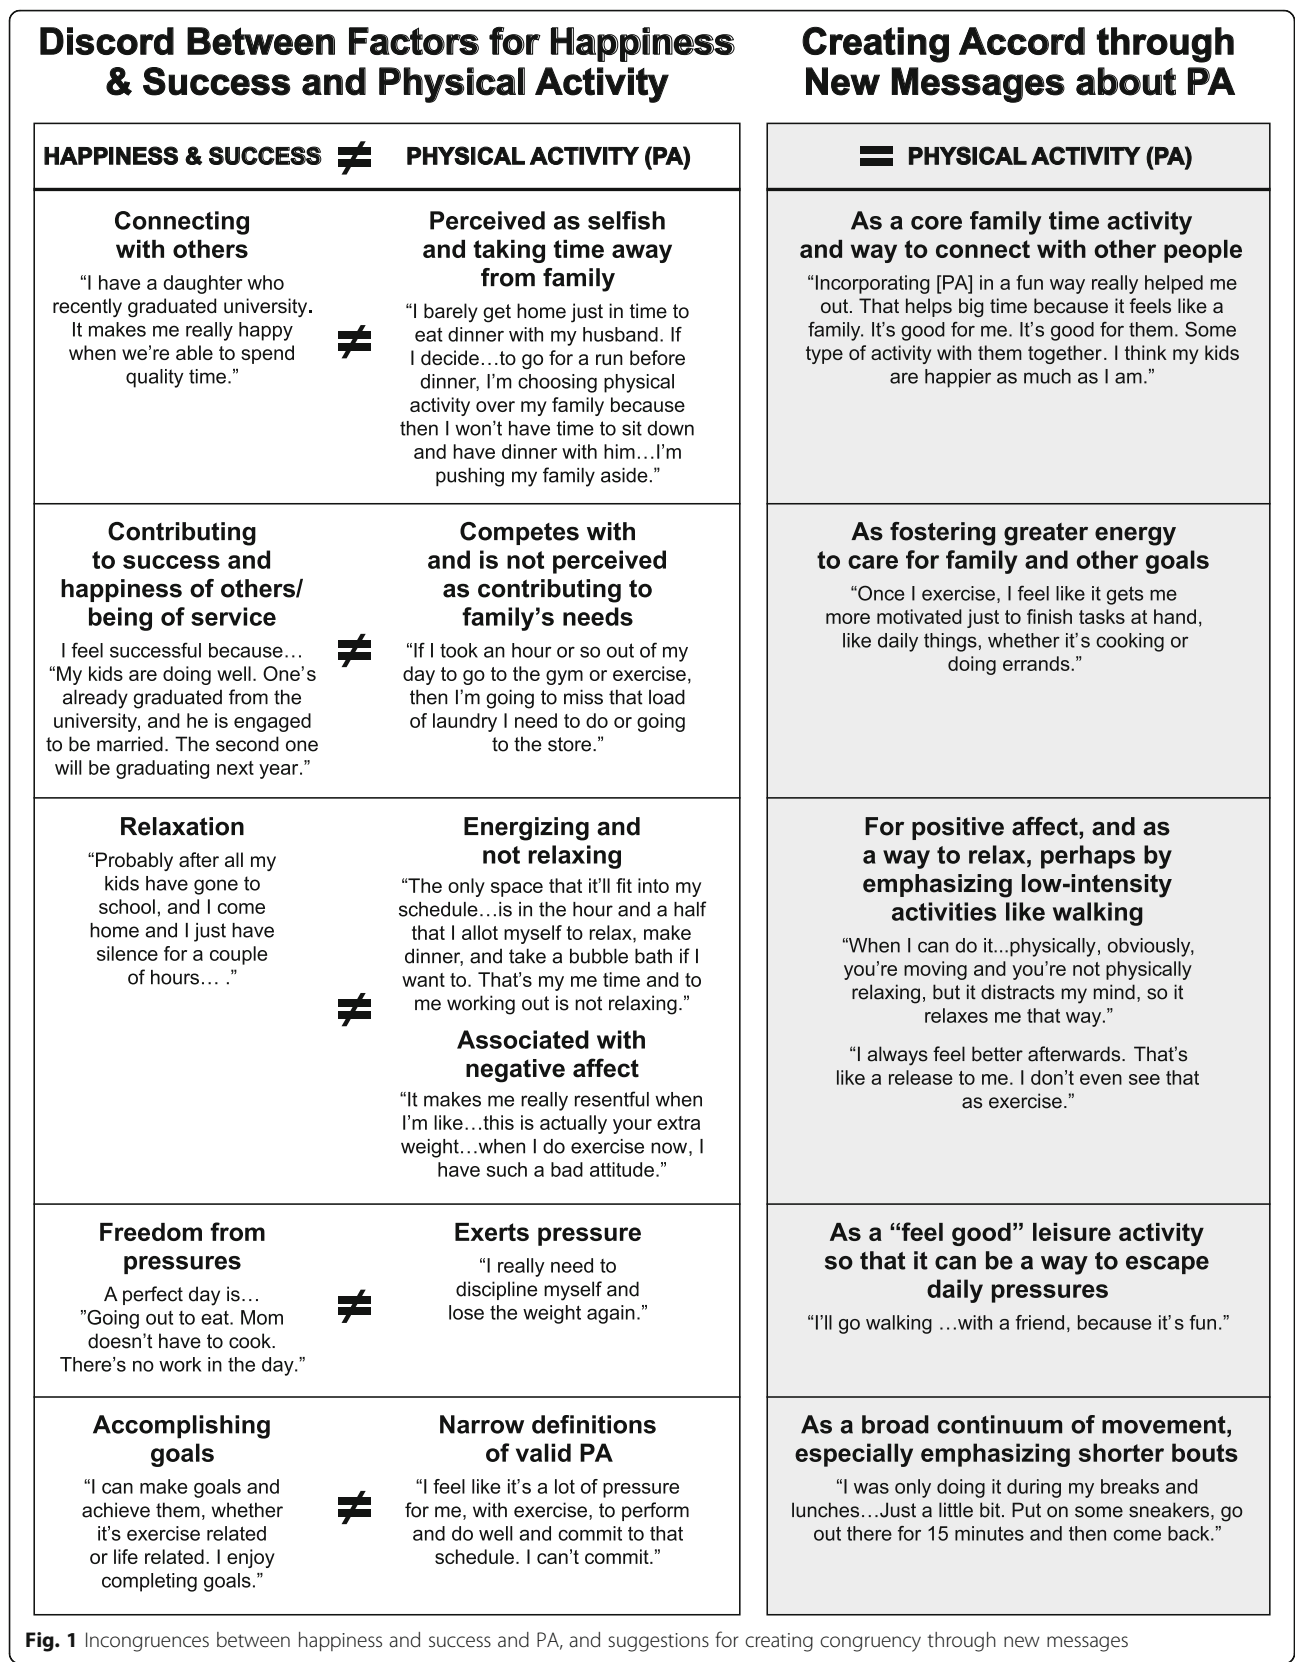 Discord Between Factors for Happiness
& Success and Physical Activity
Creating Accord through
New Messages about PA
HAPPINESS & SUCCESS ≠ PHYSICAL ACTIVITY (PA)
= PHYSICAL ACTIVITY (PA)
Connecting
with others
“I have a daughter who
recently graduated university.
It makes me really happy
when we’re able to spend
quality time.”
≠
Perceived as selfish
and taking time away
from family
“I barely get home just in time to
eat dinner with my husband. If
I decide…to go for a run before
dinner, I’m choosing physical
activity over my family because
then I won’t have time to sit down
and have dinner with him…I’m
pushing my family aside.”
As a core family time activity
and way to connect with other people
“Incorporating [PA] in a fun way really helped me
out. That helps big time because it feels like a
family. It’s good for me. It’s good for them. Some
type of activity with them together. I think my kids
are happier as much as I am.”
Contributing
to success and
happiness of others/
being of service
I feel successful because…
“My kids are doing well. One’s
already graduated from the
university, and he is engaged
to be married. The second one
will be graduating next year.”
≠
Competes with
and is not perceived
as contributing to
family’s needs
“If I took an hour or so out of my
day to go to the gym or exercise,
then I’m going to miss that load
of laundry I need to do or going
to the store.”
As fostering greater energy
to care for family and other goals
“Once I exercise, I feel like it gets me
more motivated just to finish tasks at hand,
like daily things, whether it’s cooking or
doing errands.”
Relaxation
“Probably after all my
kids have gone to
school, and I come
home and I just have
silence for a couple
of hours… .”
≠
Energizing and
not relaxing
“The only space that it’ll fit into my
schedule…is in the hour and a half
that I allot myself to relax, make
dinner, and take a bubble bath if I
want to. That’s my me time and to
me working out is not relaxing.”
Associated with
negative affect
“It makes me really resentful when
I’m like…this is actually your extra
weight…when I do exercise now, I
have such a bad attitude.”
For positive affect, and as
a way to relax, perhaps by
emphasizing low-intensity
activities like walking
“When I can do it...physically, obviously,
you’re moving and you’re not physically
relaxing, but it distracts my mind, so it
relaxes me that way.”
“I always feel better afterwards. That’s
like a release to me. I don’t even see that
as exercise.”
Freedom from
pressures
A perfect day is…
”Going out to eat. Mom
doesn’t have to cook.
There’s no work in the day.”
≠
Exerts pressure
“I really need to
discipline myself and
lose the weight again.”
As a “feel good” leisure activity
so that it can be a way to escape
daily pressures
“I’ll go walking …with a friend, because it’s fun.”
Accomplishing
goals
“I can make goals and
achieve them, whether
it’s exercise related
or life related. I enjoy
completing goals.”
≠
Narrow definitions
of valid PA
“I feel like it’s a lot of pressure
for me, with exercise, to perform
and do well and commit to that
schedule. I can’t commit.”
As a broad continuum of movement,
especially emphasizing shorter bouts
“I was only doing it during my breaks and
lunches…Just a little bit. Put on some sneakers, go
out there for 15 minutes and then come back.”
Fig. 1 Incongruences between happiness and success and PA, and suggestions for creating congruency through new messages